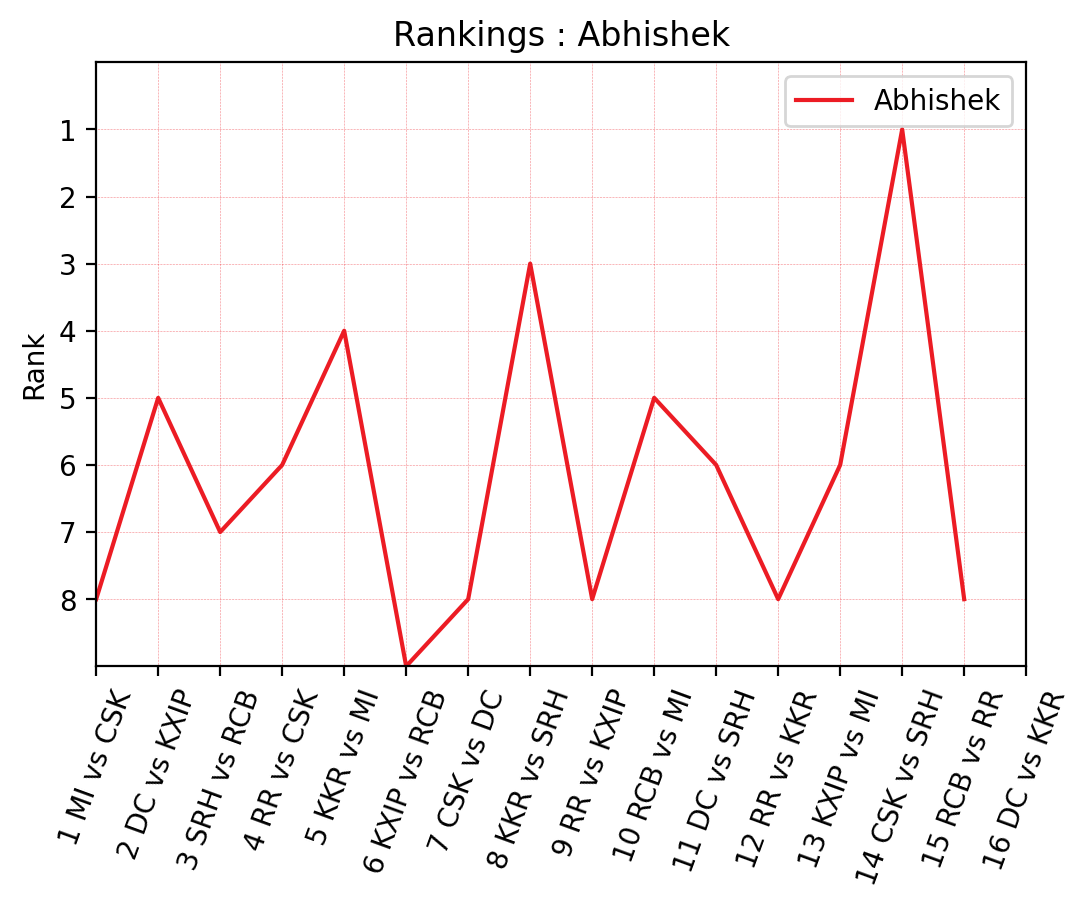 Rankings : Abhishek
Abhishek
Rank
1
2
3
4
5
6
7
8
1 MI vs CSK
2 DC vs KXIP
3 SRH vs RCB
4 RR vs CSK
5 KKR vs MI
6 KXIP vs RCB
7 CSK vs DC
8 KKR vs SRH
9 RR vs KXIP
10 RCB vs MI
11 DC vs SRH
12 RR vs KKR
13 KXIP vs MI
14 CSK vs SRH
15 RCB vs RR
16 DC vs KKR